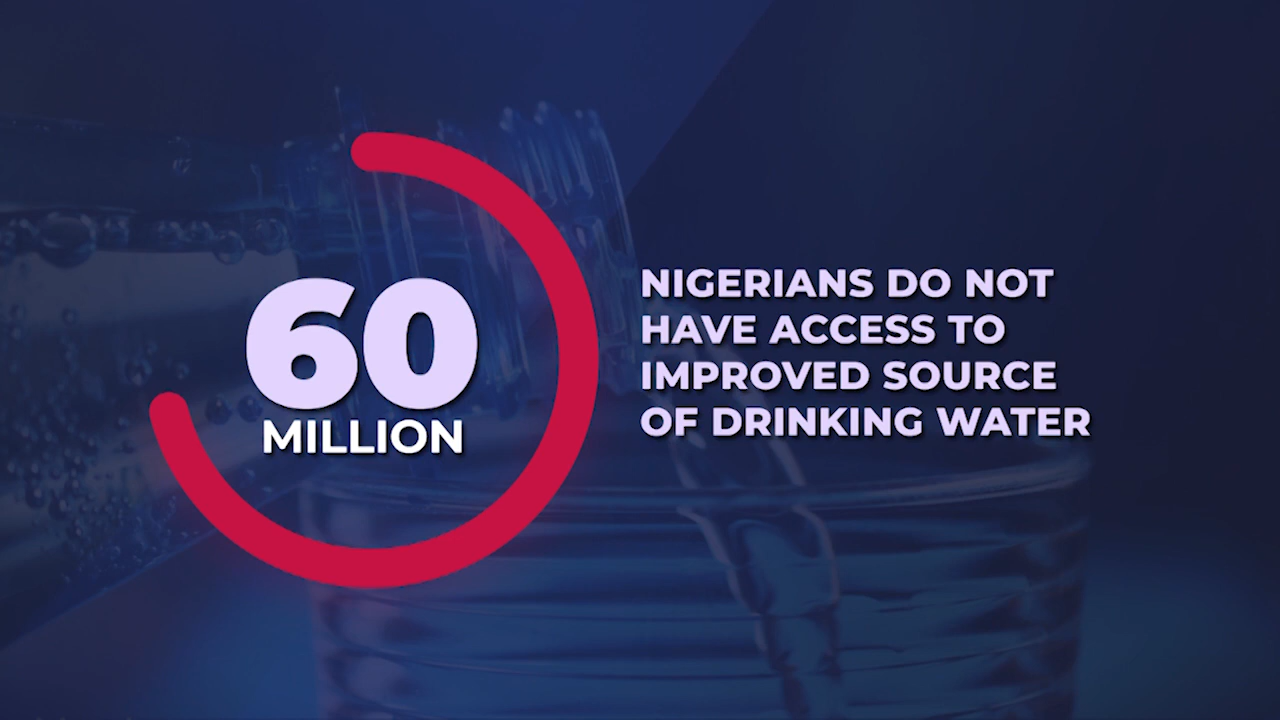 60
MILLION
NIGERIANS DO NOT
HAVE ACCESS TO
IMPROVED SOURCE
OF DRINKING WATER